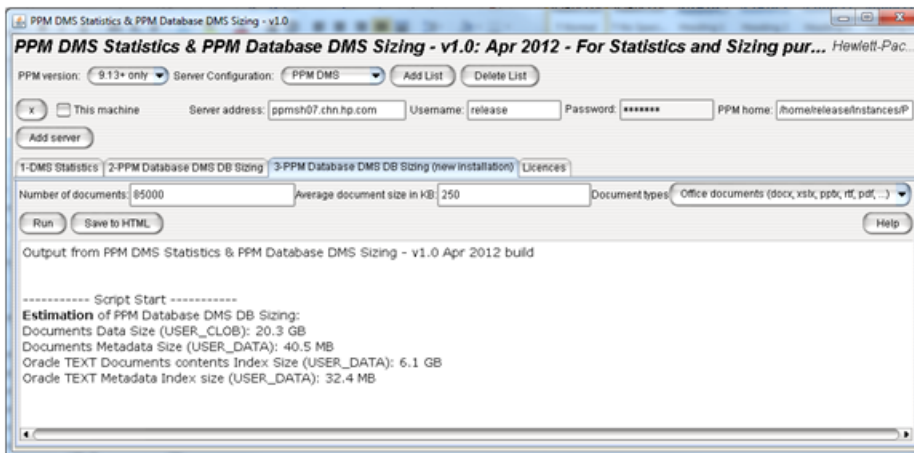 PPM DMS Statistics & PPM Database DMS Sizing - v1.0
PPM DMS Statistics & PPM Database DMS Sizing - v1.0: Apr 2012 - For Statistics and Sizing pur... Hewlett-Pac...
PPM version: 9.13+ only Server Configuration: PPM DMS Add List Delete List
x This machine Server address: ppmsh07.chn.hp.com Username: release Password: ******* PPM home: /home/release/Instances/P
Add server
1-DMS Statistics 2-PPM Database DMS DB Sizing 3-PPM Database DMS DB Sizing (new installation) Licences
Number of documents: 85000 Average document size in KB: 250 Document types Office documents (docx, xslx, pptx, rtf, pdf, ...)
Run Save to HTML Help
Output from PPM DMS Statistics & PPM Database DMS Sizing - v1.0 Apr 2012 build
----------- Script Start -----------
Estimation of PPM Database DMS DB Sizing:
Documents Data Size (USER_CLOB): 20.3 GB
Documents Metadata Size (USER_DATA): 40.5 MB
Oracle TEXT Documents contents Index Size (USER_DATA): 6.1 GB
Oracle TEXT Metadata Index size (USER_DATA): 32.4 MB